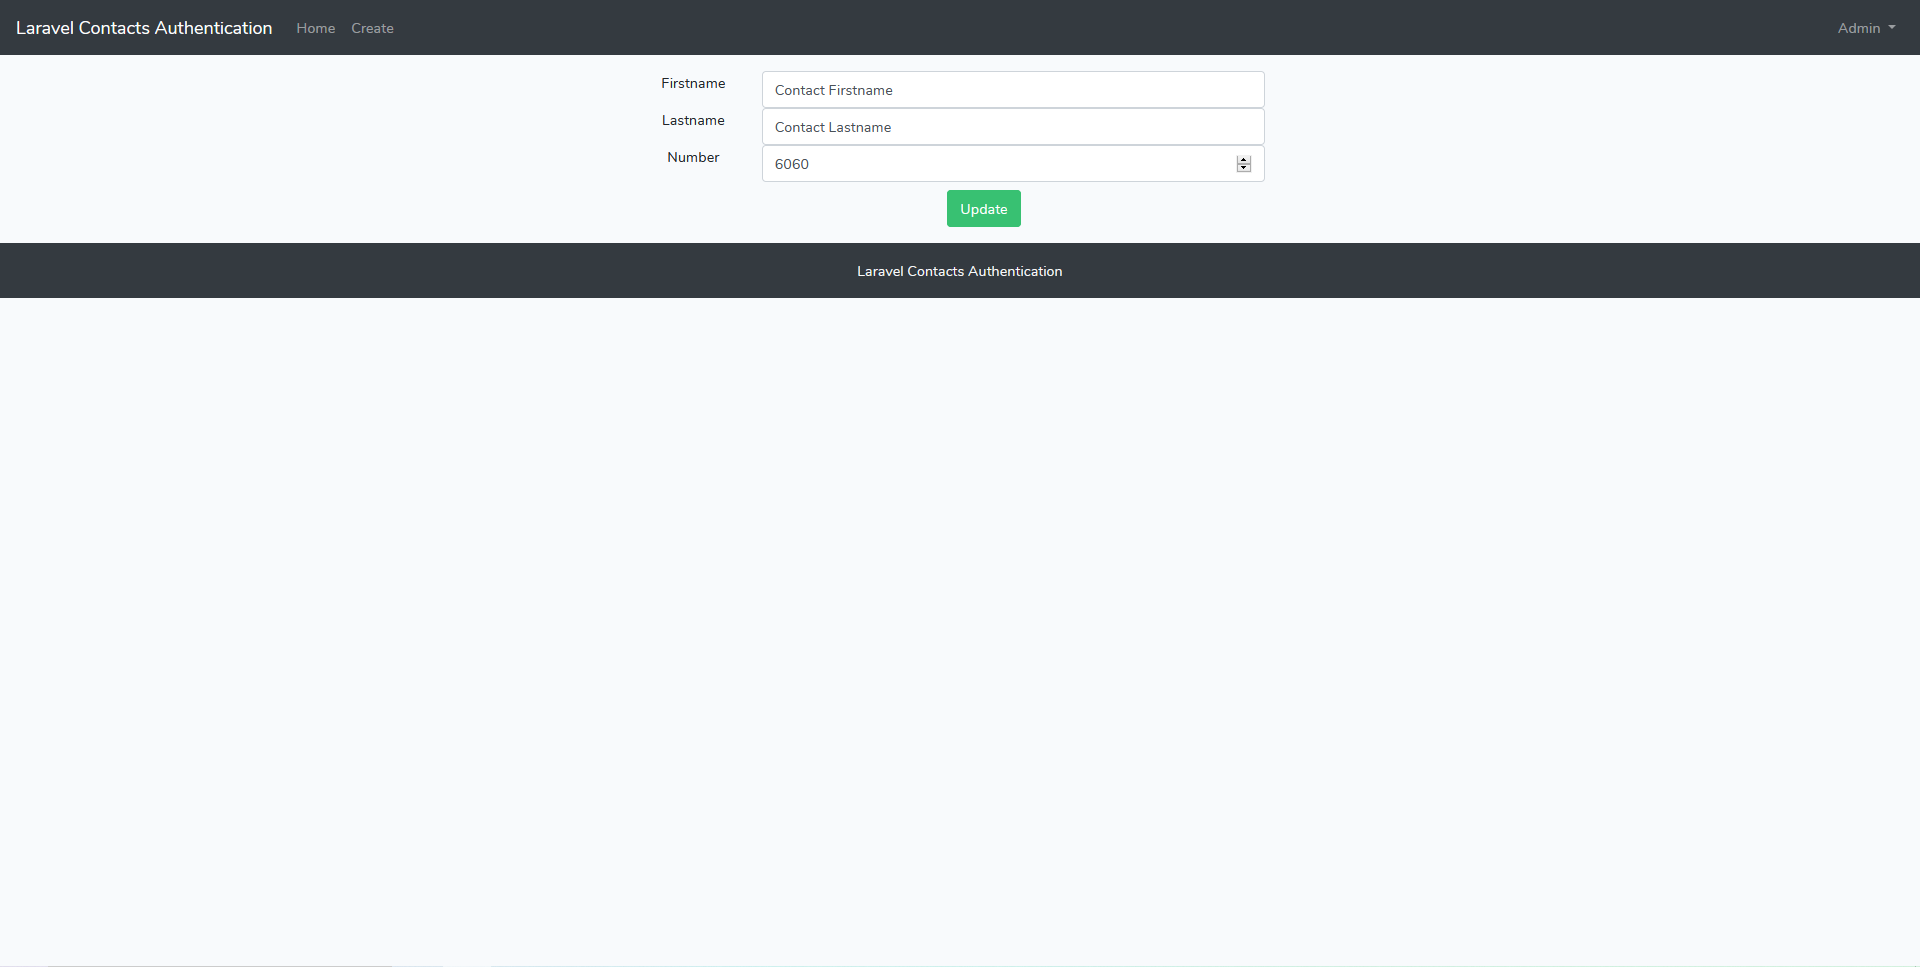 Laravel Contacts Authentication Home Create Admin
Firstname Contact Firstname
Lastname Contact Lastname
Number 6060
Update
Laravel Contacts Authentication